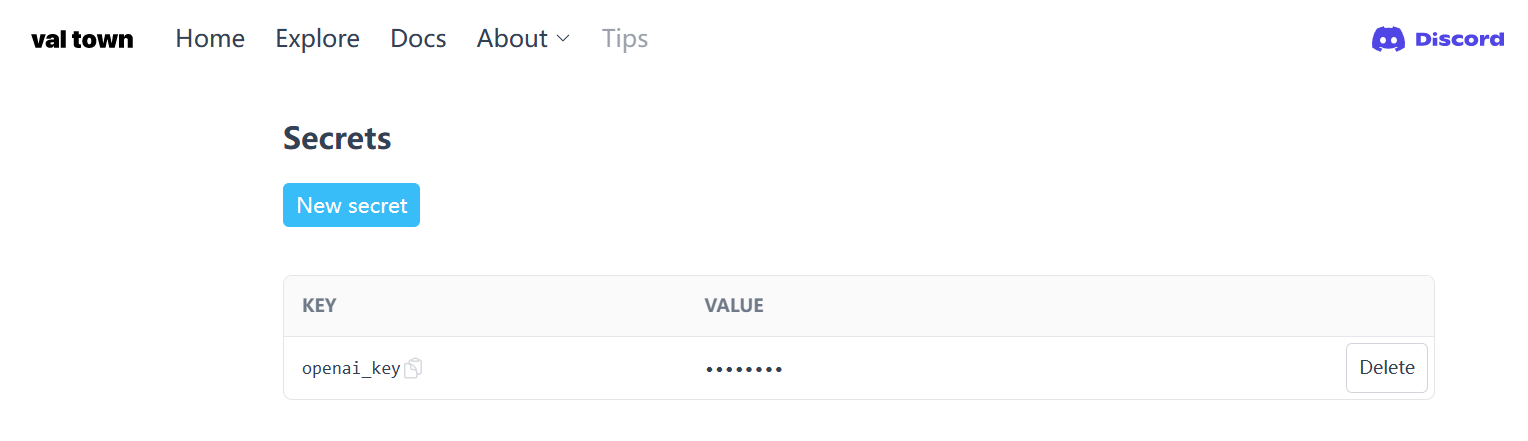 val town Home Explore Docs About Tips Discord
Secrets
New secret
KEY VALUE
openai_key •••••••• Delete